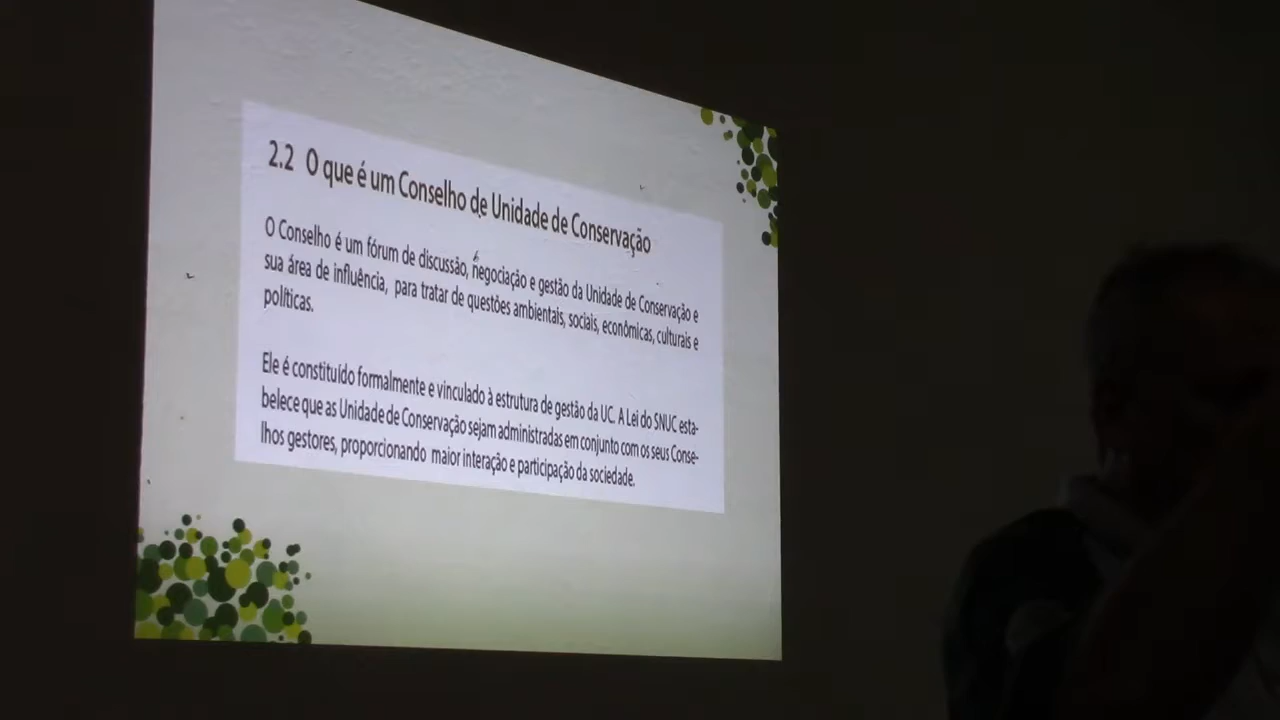 2.2 O que é um Conselho de Unidade de Conservação
O Conselho é um fórum de discussão, negociação e gestão da Unidade de Conservação e
sua área de influência, para tratar de questões ambientais, sociais, econômicas, culturais e
políticas.
Ele é constituído formalmente e vinculado à estrutura de gestão da UC. A Lei do SNUC esta-
belece que as Unidade de Conservação sejam administradas em conjunto com os seus Conse-
lhos gestores, proporcionando maior interação e participação da sociedade.